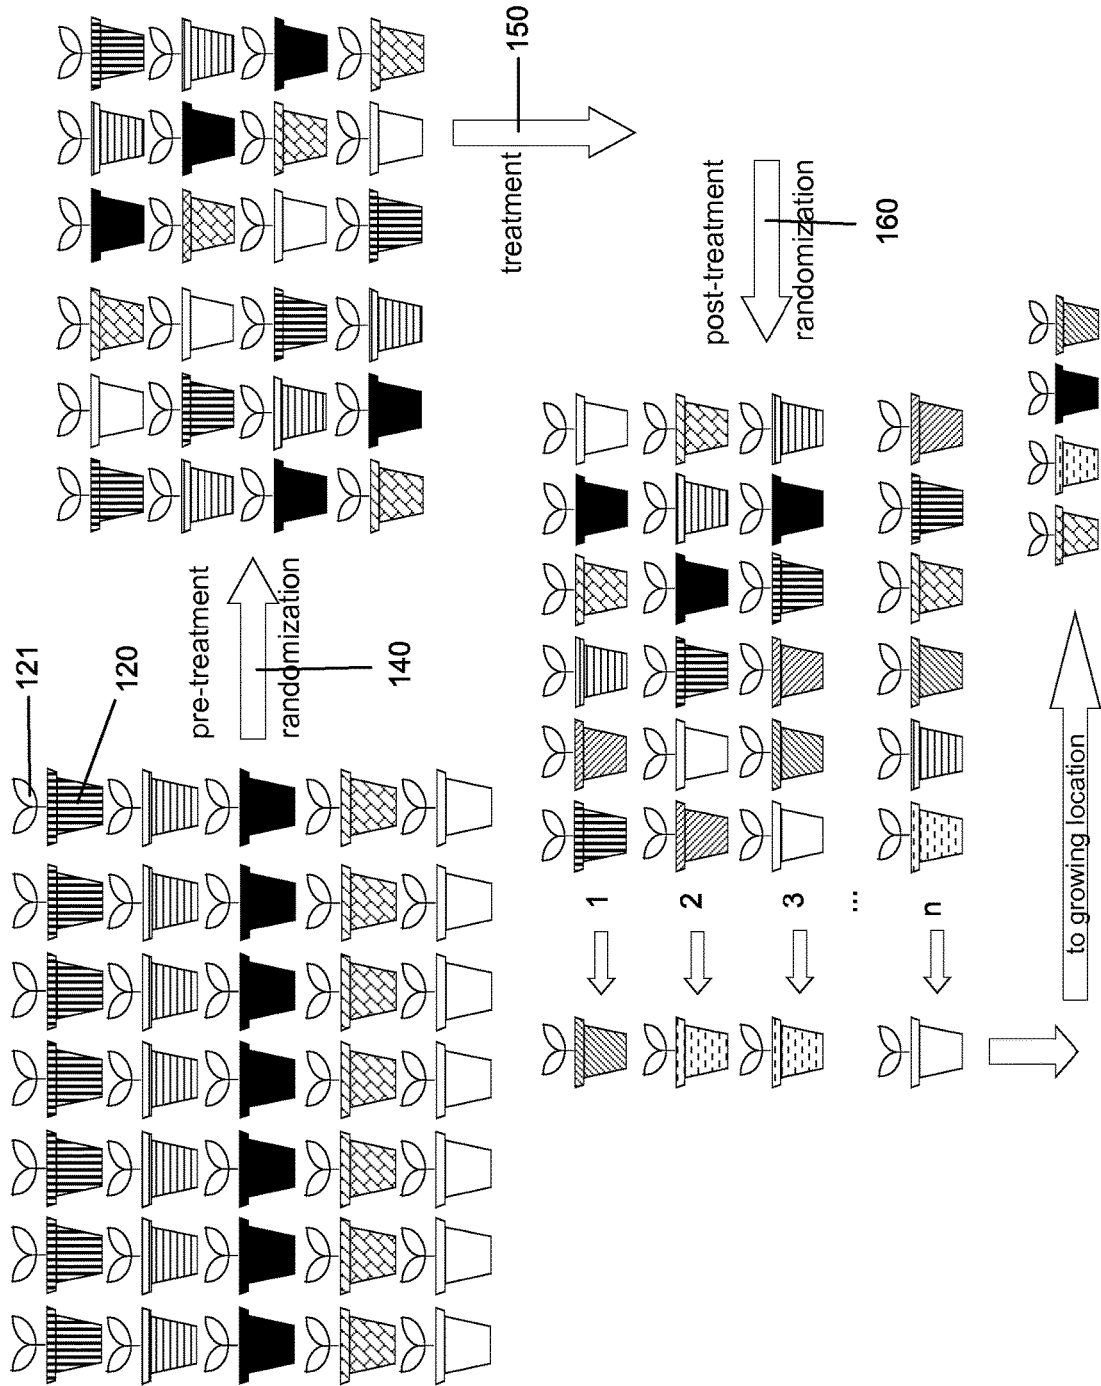 121
120
pre-treatment
randomization
140
treatment
150
post-treatment
randomization
160
1
2
3
...
n
to growing location